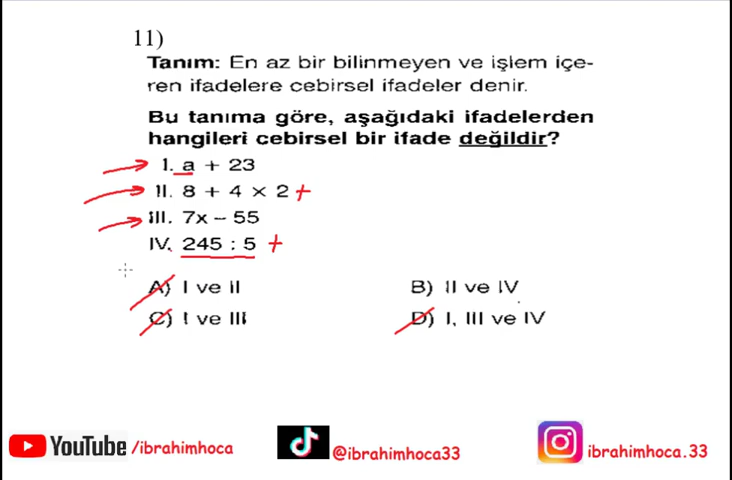 11)
Tanım: En az bir bilinmeyen ve işlem içe-
ren ifadelere cebirsel ifadeler denir.
Bu tanıma göre, aşağıdaki ifadelerden
hangileri cebirsel bir ifade değildir?
I. a + 23
II. 8 + 4 × 2 +
III. 7x – 55
IV. 245 : 5 +
A) I ve II B) II ve IV
C) I ve III D) I, III ve IV
YouTube /ibrahimhoca @ibrahimhoca33 ibrahimhoca.33